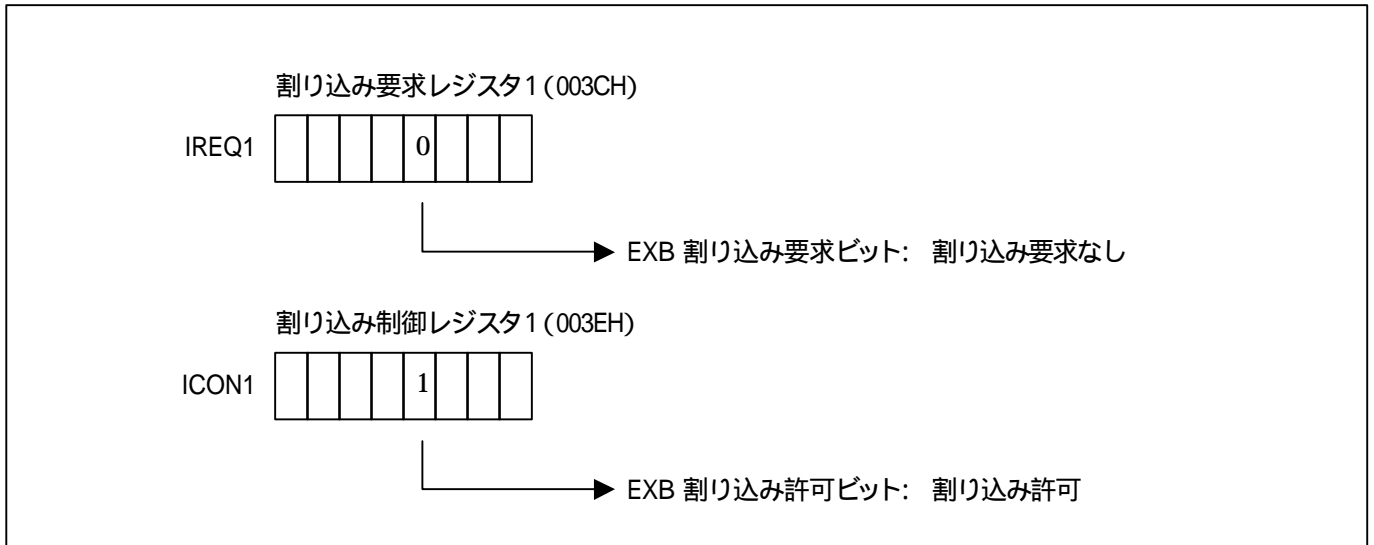 割り込み要求レジスタ1(003CH)
IREQ1 0
EXB 割り込み要求ビット: 割り込み要求なし
割り込み制御レジスタ1(003EH)
ICON1 1
EXB 割り込み許可ビット: 割り込み許可